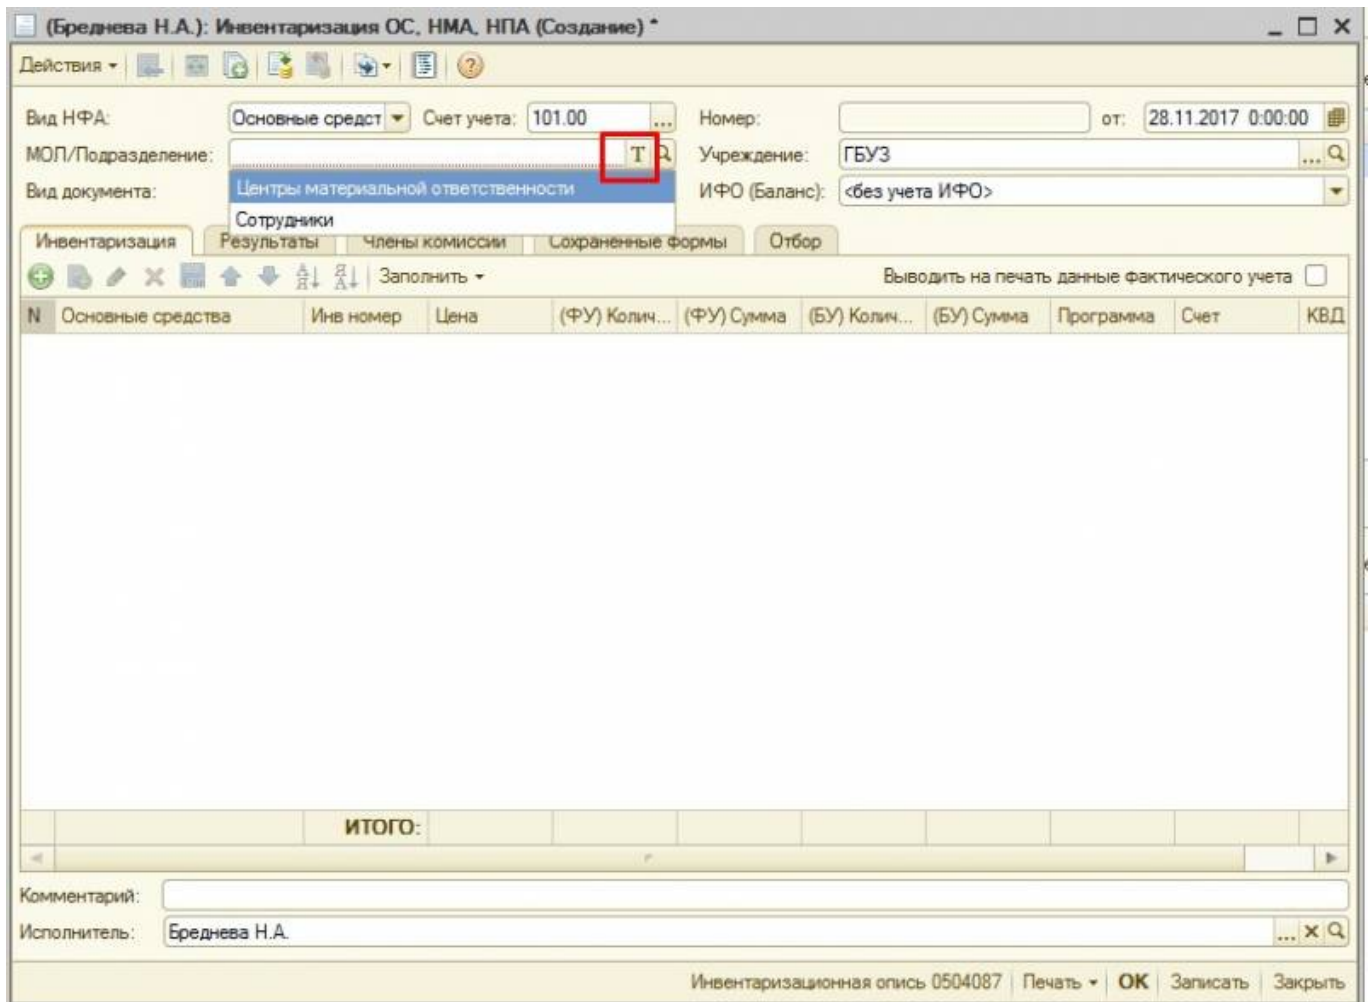 (Бреднева Н.А.): Инвентаризация ОС, НМА, НПА (Создание) *
Действия
Вид НФА: Основные средст Счет учета: 101.00 ... Номер: от: 28.11.2017 0:00:00
МОЛ/Подразделение: T Учреждение: ГБУЗ ...
Вид документа: Центры материальной ответственности ИФО (Баланс): <без учета ИФО>
Сотрудники
Инвентаризация Результаты Члены комиссии Сохраненные формы Отбор
Заполнить Выводить на печать данные фактического учета
N Основные средства Инв номер Цена (ФУ) Колич... (ФУ) Сумма (БУ) Колич... (БУ) Сумма Программа Счет КВД
ИТОГО:
Комментарий:
Исполнитель: Бреднева Н.А. ...
Инвентаризационная опись 0504087 Печать OK Записать Закрыть